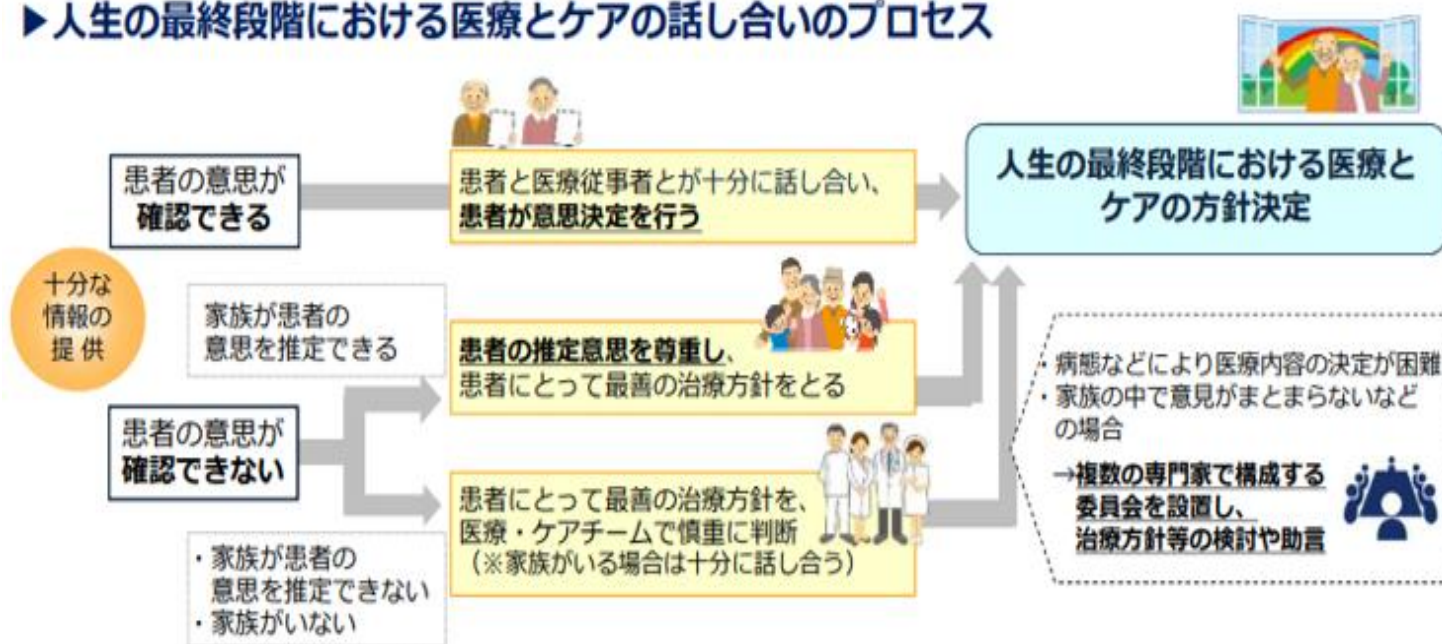 ▶人生の最終段階における医療とケアの話し合いのプロセス
患者の意思が
確認できる
患者と医療従事者とが十分に話し合い、
患者が意思決定を行う
人生の最終段階における医療と
ケアの方針決定
十分な
情報の
提供
家族が患者の
意思を推定できる
患者の推定意思を尊重し、
患者にとって最善の治療方針をとる
患者の意思が
確認できない
患者にとって最善の治療方針を、
医療・ケアチームで慎重に判断
（※家族がいる場合は十分に話し合う）
・家族が患者の
意思を推定できない
・家族がいない
・病態などにより医療内容の決定が困難
・家族の中で意見がまとまらないなど
の場合
→複数の専門家で構成する
委員会を設置し、
治療方針等の検討や助言